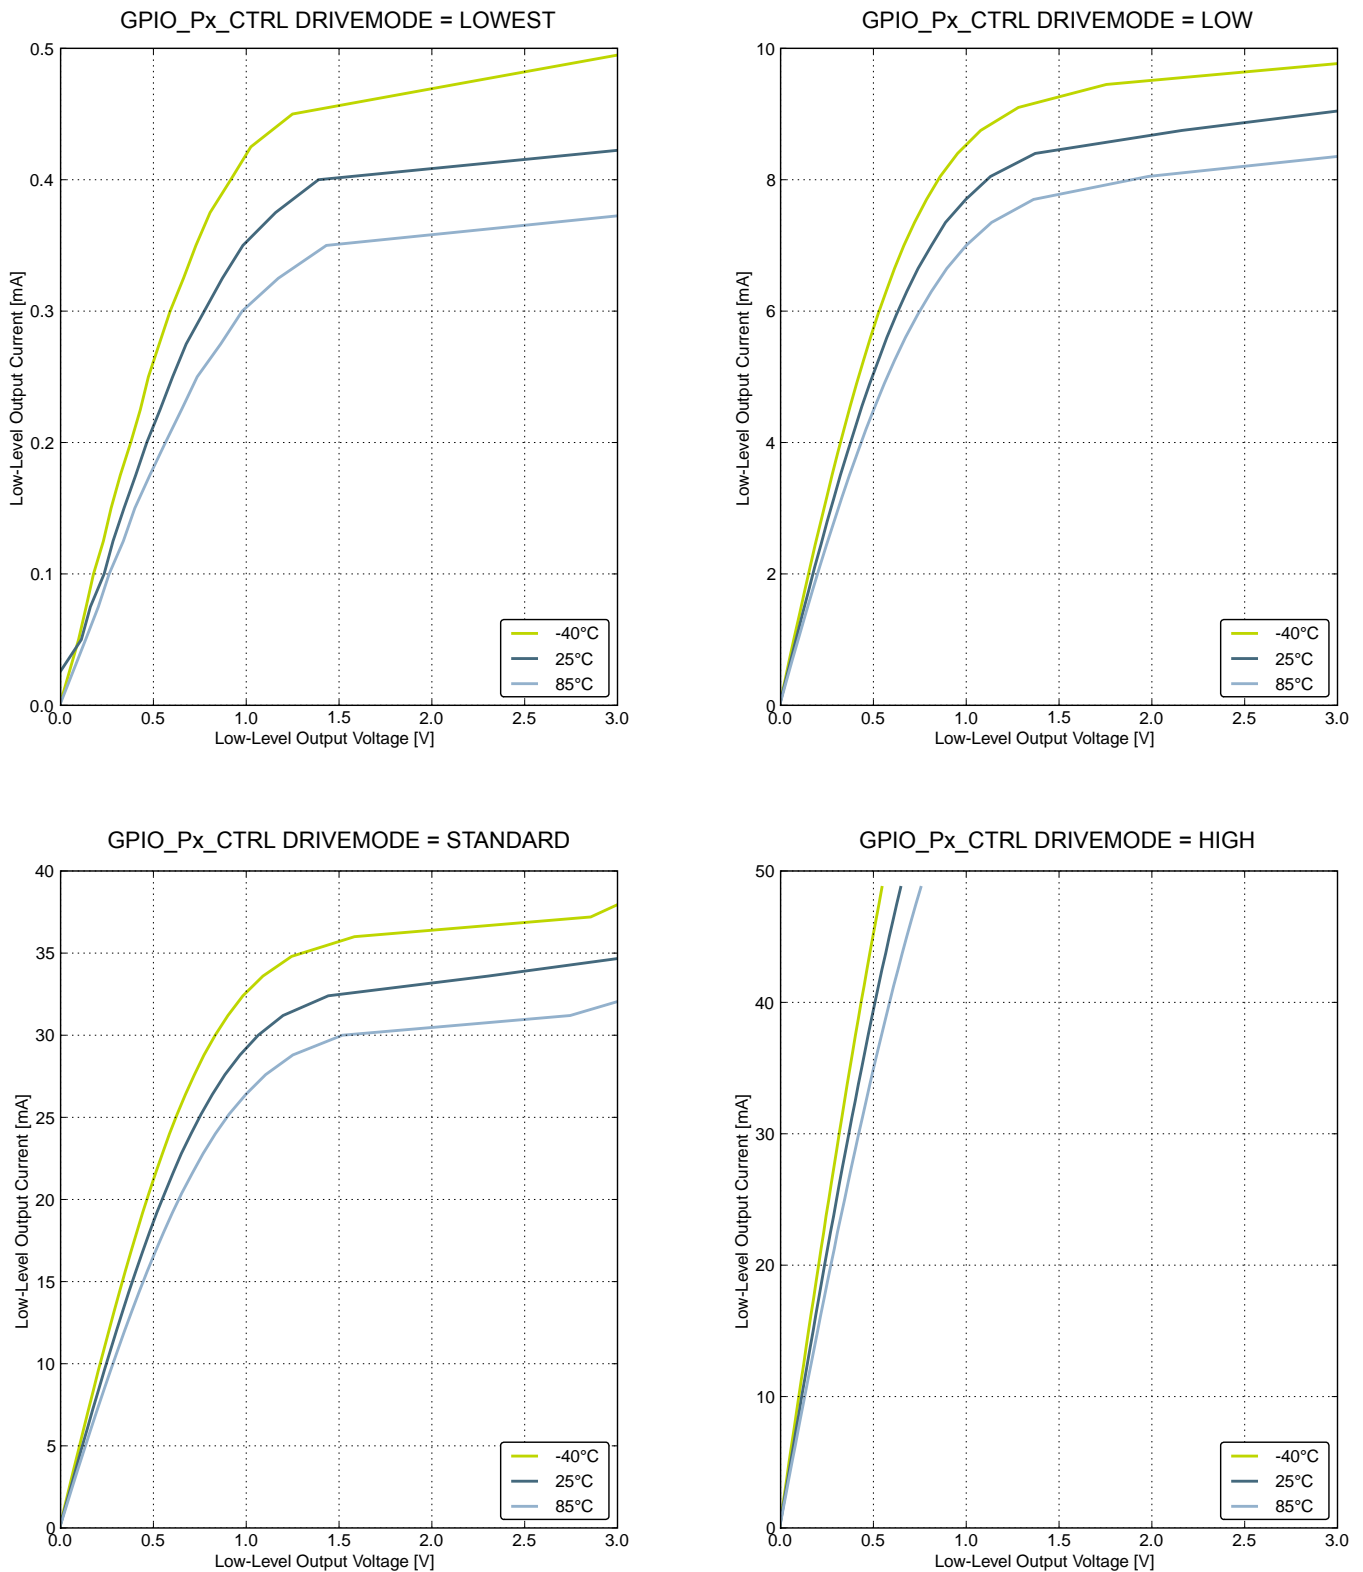 GPIO_Px_CTRL DRIVEMODE = LOWEST
0.5
0.4
0.3
0.2
0.1
0.0
Low-Level Output Current [mA]
-40°C
25°C
85°C
0.0 0.5 1.0 1.5 2.0 2.5 3.0
Low-Level Output Voltage [V]
GPIO_Px_CTRL DRIVEMODE = LOW
10
8
6
4
2
0
Low-Level Output Current [mA]
-40°C
25°C
85°C
0.0 0.5 1.0 1.5 2.0 2.5 3.0
Low-Level Output Voltage [V]
GPIO_Px_CTRL DRIVEMODE = STANDARD
40
35
30
25
20
15
10
5
0
Low-Level Output Current [mA]
-40°C
25°C
85°C
0.0 0.5 1.0 1.5 2.0 2.5 3.0
Low-Level Output Voltage [V]
GPIO_Px_CTRL DRIVEMODE = HIGH
50
40
30
20
10
0
Low-Level Output Current [mA]
-40°C
25°C
85°C
0.0 0.5 1.0 1.5 2.0 2.5 3.0
Low-Level Output Voltage [V]